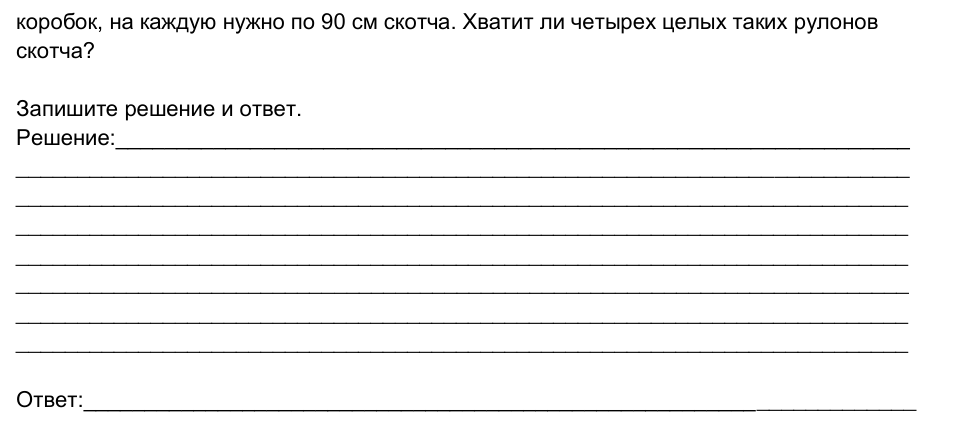 коробок, на каждую нужно по 90 см скотча. Хватит ли четырех целых таких рулонов
скотча?
Запишите решение и ответ.
Решение:
Ответ: